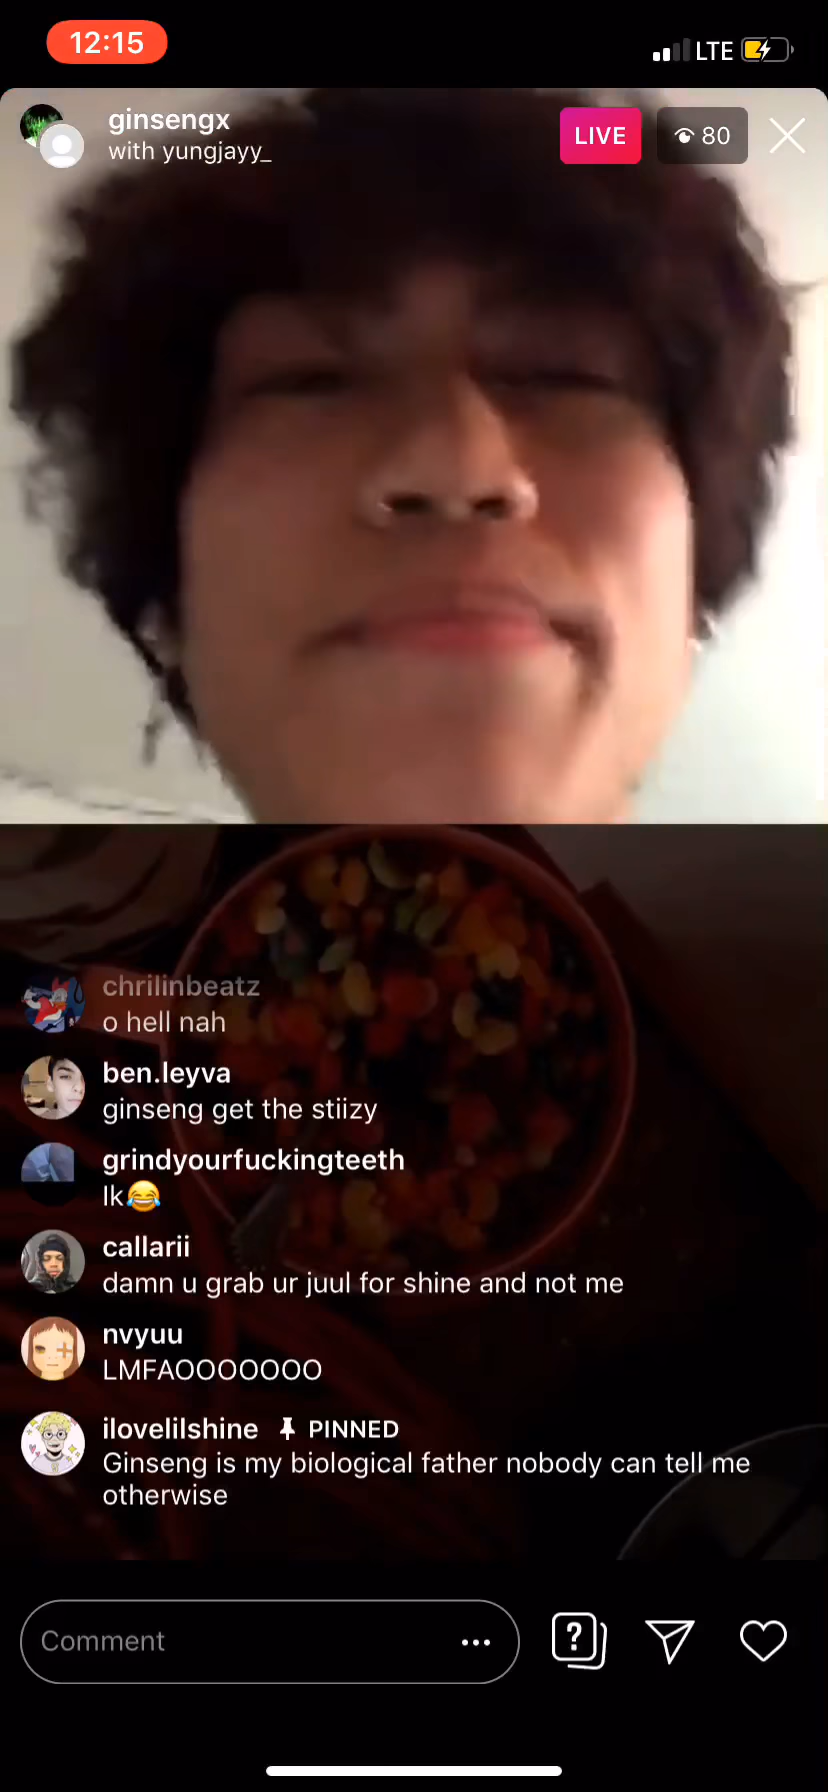 12:15
LTE
ginsengx
with yungjayy_
LIVE
80
chrilinbeatz
o hell nah
ben.leyva
ginseng get the stiizy
grindyourfuckingteeth
Ik😂
callarii
damn u grab ur juul for shine and not me
nvyuu
LMFAOOOOOOO
ilovelilshine PINNED
Ginseng is my biological father nobody can tell me
otherwise
Comment